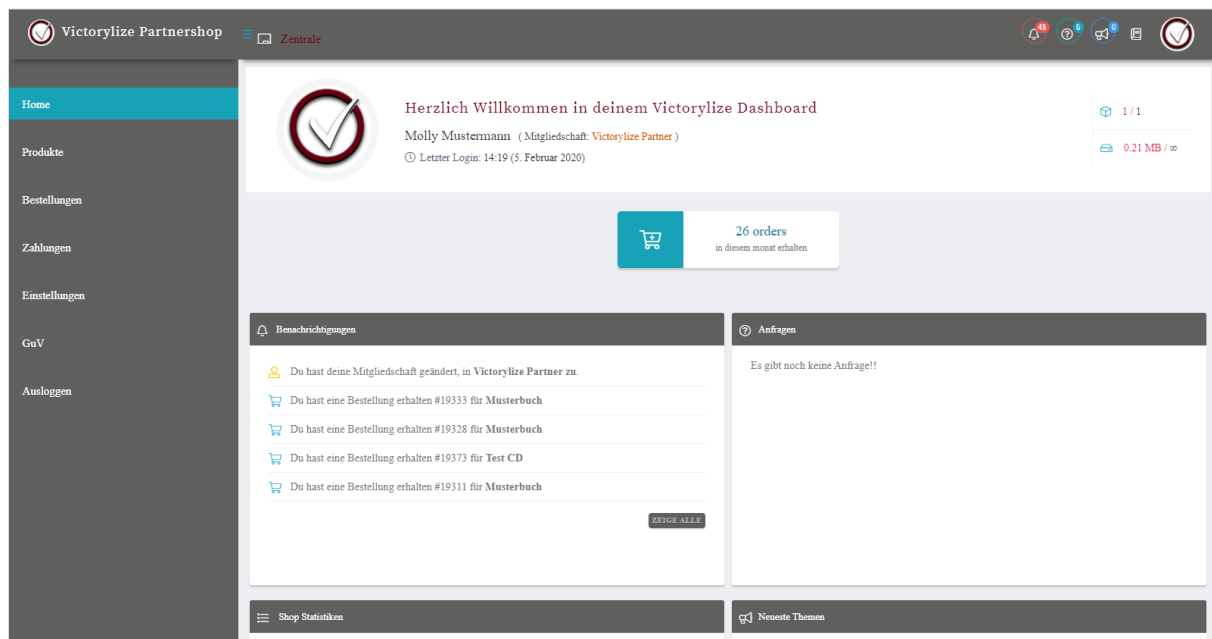 Victorylize Partnershop
Zentrale
46
0
0
Home
Produkte
Bestellungen
Zahlungen
Einstellungen
GuV
Ausloggen
Herzlich Willkommen in deinem Victorylize Dashboard
Molly Mustermann ( Mitgliedschaft: Victorylize Partner )
Letzter Login: 14:19 (5. Februar 2020)
1 / 1
0.21 MB / ∞
26 orders
in diesem monat erhalten
Benachrichtigungen
Du hast deine Mitgliedschaft geändert, in Victorylize Partner zu.
Du hast eine Bestellung erhalten #19333 für Musterbuch
Du hast eine Bestellung erhalten #19328 für Musterbuch
Du hast eine Bestellung erhalten #19373 für Test CD
Du hast eine Bestellung erhalten #19311 für Musterbuch
ZEIGE ALLE
Anfragen
Es gibt noch keine Anfrage!!
Shop Statistiken
Neueste Themen